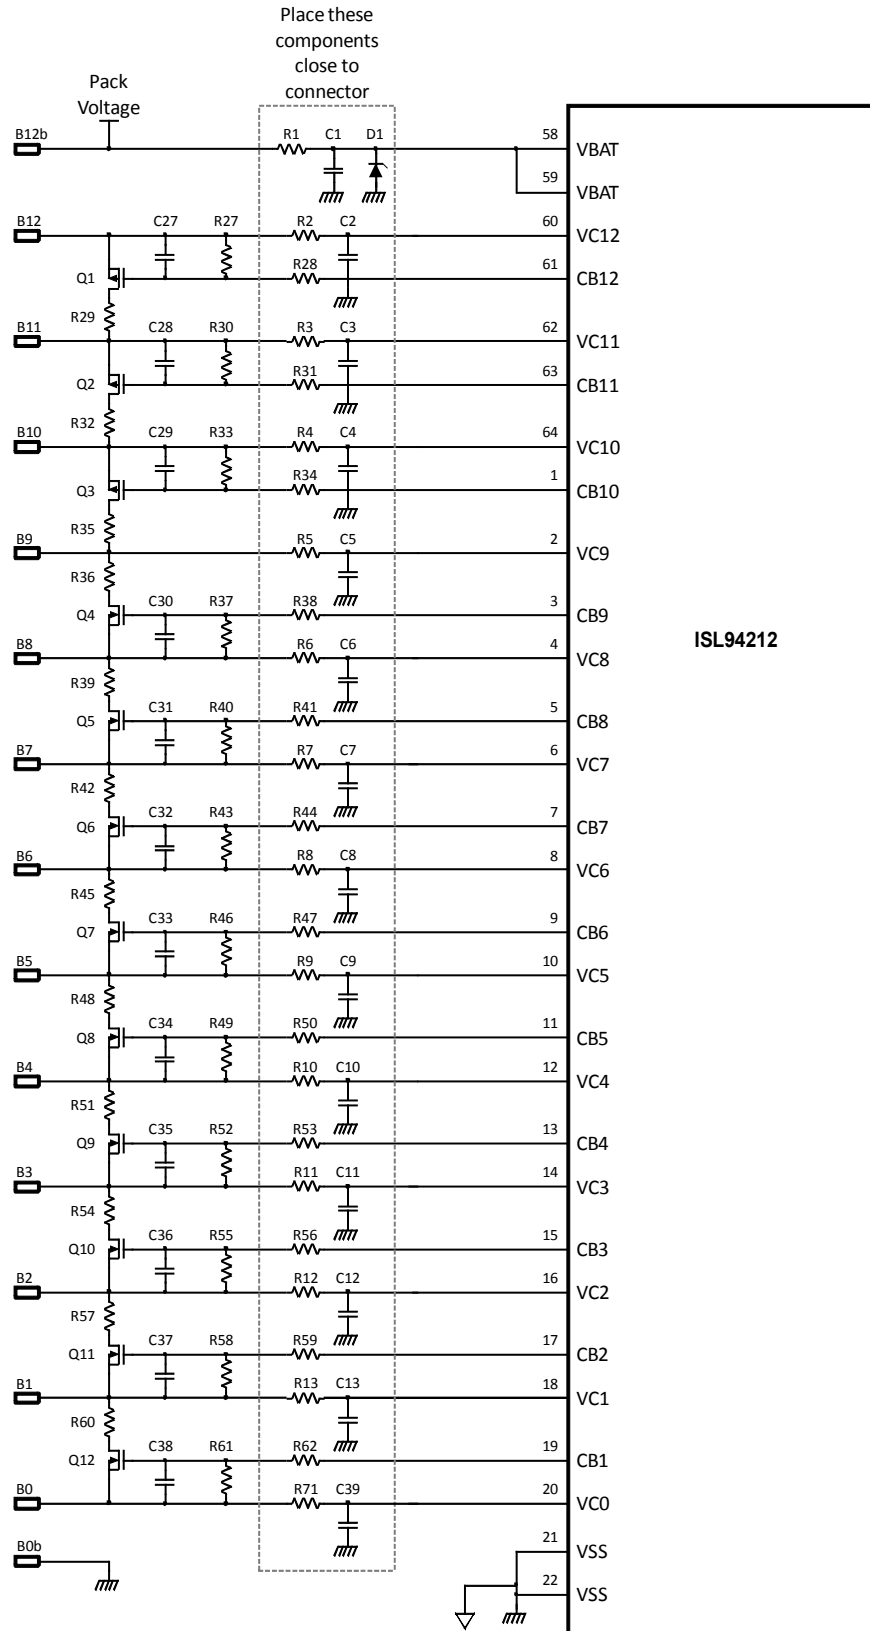 Place these
components
close to
connector
Pack
Voltage
B12b R1 C1 D1 58 VBAT
59 VBAT
B12 C27 R27 R2 C2 60 VC12
Q1 R28 61 CB12
R29
B11 C28 R30 R3 C3 62 VC11
Q2 R31 63 CB11
R32
B10 C29 R33 R4 C4 64 VC10
Q3 R34 1 CB10
R35
B9 R5 C5 2 VC9
R36
Q4 C30 R37 R38 3 CB9
B8 R6 C6 4 VC8
ISL94212
R39
Q5 C31 R40 R41 5 CB8
B7 R7 C7 6 VC7
R42
Q6 C32 R43 R44 7 CB7
B6 R8 C8 8 VC6
R45
Q7 C33 R46 R47 9 CB6
B5 R9 C9 10 VC5
R48
Q8 C34 R49 R50 11 CB5
B4 R10 C10 12 VC4
R51
Q9 C35 R52 R53 13 CB4
B3 R11 C11 14 VC3
R54
Q10 C36 R55 R56 15 CB3
B2 R12 C12 16 VC2
R57
Q11 C37 R58 R59 17 CB2
B1 R13 C13 18 VC1
R60
Q12 C38 R61 R62 19 CB1
B0 R71 C39 20 VC0
B0b 21 VSS
22 VSS